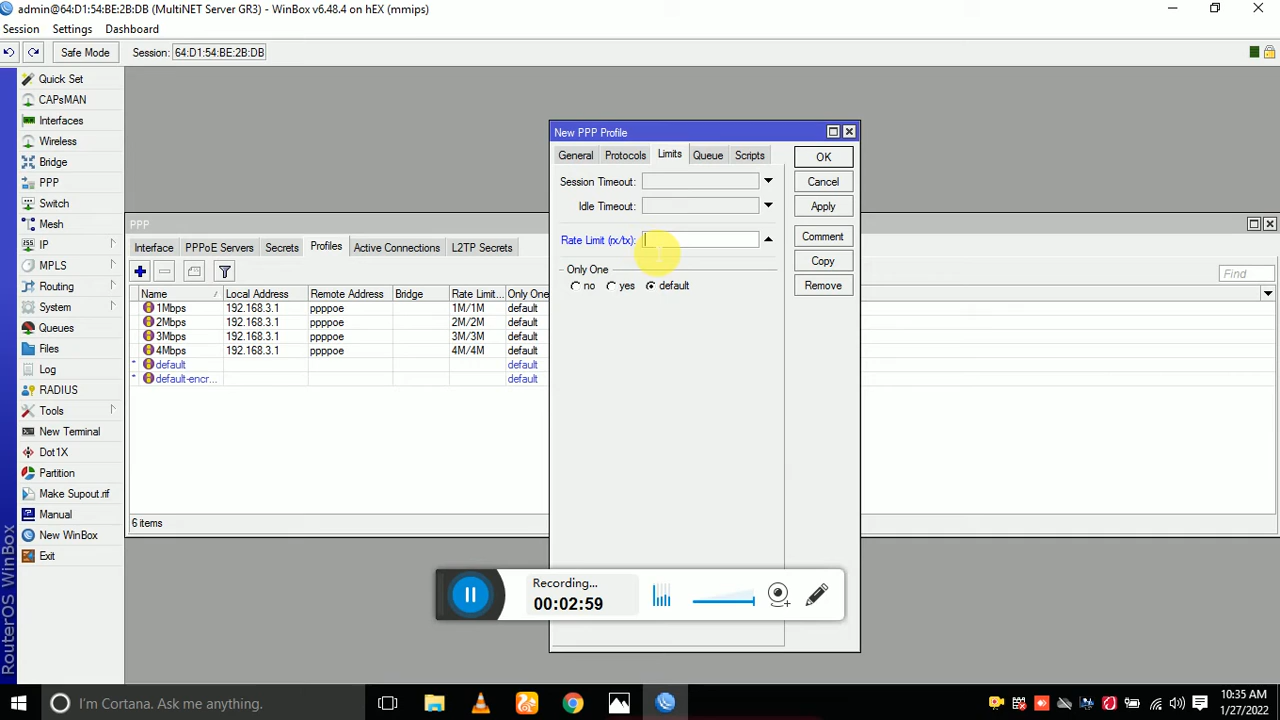 admin@64:D1:54:BE:2B:DB (MultiNET Server GR3) - WinBox v6.48.4 on hEX (mmips)
Session Settings Dashboard
Safe Mode Session: 64:D1:54:BE:2B:DB
Quick Set
CAPsMAN
Interfaces
Wireless
Bridge
PPP
Switch
Mesh
IP
MPLS
Routing
System
Queues
Files
Log
RADIUS
Tools
New Terminal
Dot1X
Partition
Make Supout.rif
Manual
New WinBox
Exit
RouterOS WinBox
PPP
Interface PPPoE Servers Secrets Profiles Active Connections L2TP Secrets
Find
Name Local Address Remote Address Bridge Rate Limit... Only One
1Mbps 192.168.3.1 ppppoe 1M/1M default
2Mbps 192.168.3.1 ppppoe 2M/2M default
3Mbps 192.168.3.1 ppppoe 3M/3M default
4Mbps 192.168.3.1 ppppoe 4M/4M default
* default default
* default-encr... default
6 items
New PPP Profile
General Protocols Limits Queue Scripts
Session Timeout:
Idle Timeout:
Rate Limit (rx/tx):
Only One
no yes default
OK
Cancel
Apply
Comment
Copy
Remove
Recording...
00:02:59
I'm Cortana. Ask me anything.
10:35 AM
1/27/2022